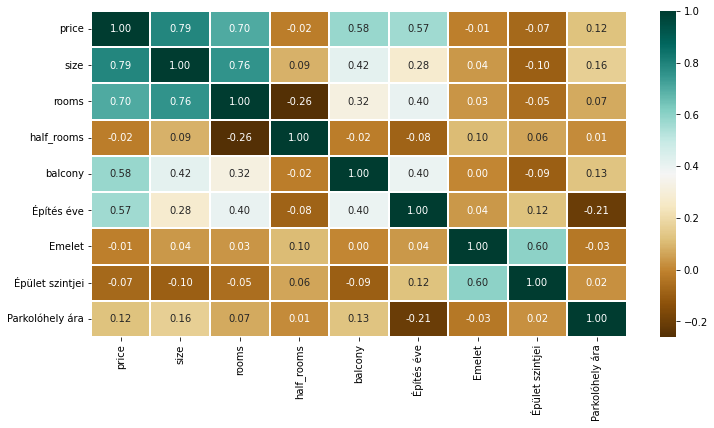 price 1.00 0.79 0.70 -0.02 0.58 0.57 -0.01 -0.07 0.12
size 0.79 1.00 0.76 0.09 0.42 0.28 0.04 -0.10 0.16
rooms 0.70 0.76 1.00 -0.26 0.32 0.40 0.03 -0.05 0.07
half_rooms -0.02 0.09 -0.26 1.00 -0.02 -0.08 0.10 0.06 0.01
balcony 0.58 0.42 0.32 -0.02 1.00 0.40 0.00 -0.09 0.13
Építés éve 0.57 0.28 0.40 -0.08 0.40 1.00 0.04 0.12 -0.21
Emelet -0.01 0.04 0.03 0.10 0.00 0.04 1.00 0.60 -0.03
Épület szintjei -0.07 -0.10 -0.05 0.06 -0.09 0.12 0.60 1.00 0.02
Parkolóhely ára 0.12 0.16 0.07 0.01 0.13 -0.21 -0.03 0.02 1.00
price
size
rooms
half_rooms
balcony
Építés éve
Emelet
Épület szintjei
Parkolóhely ára
1.0
0.8
0.6
0.4
0.2
0.0
-0.2